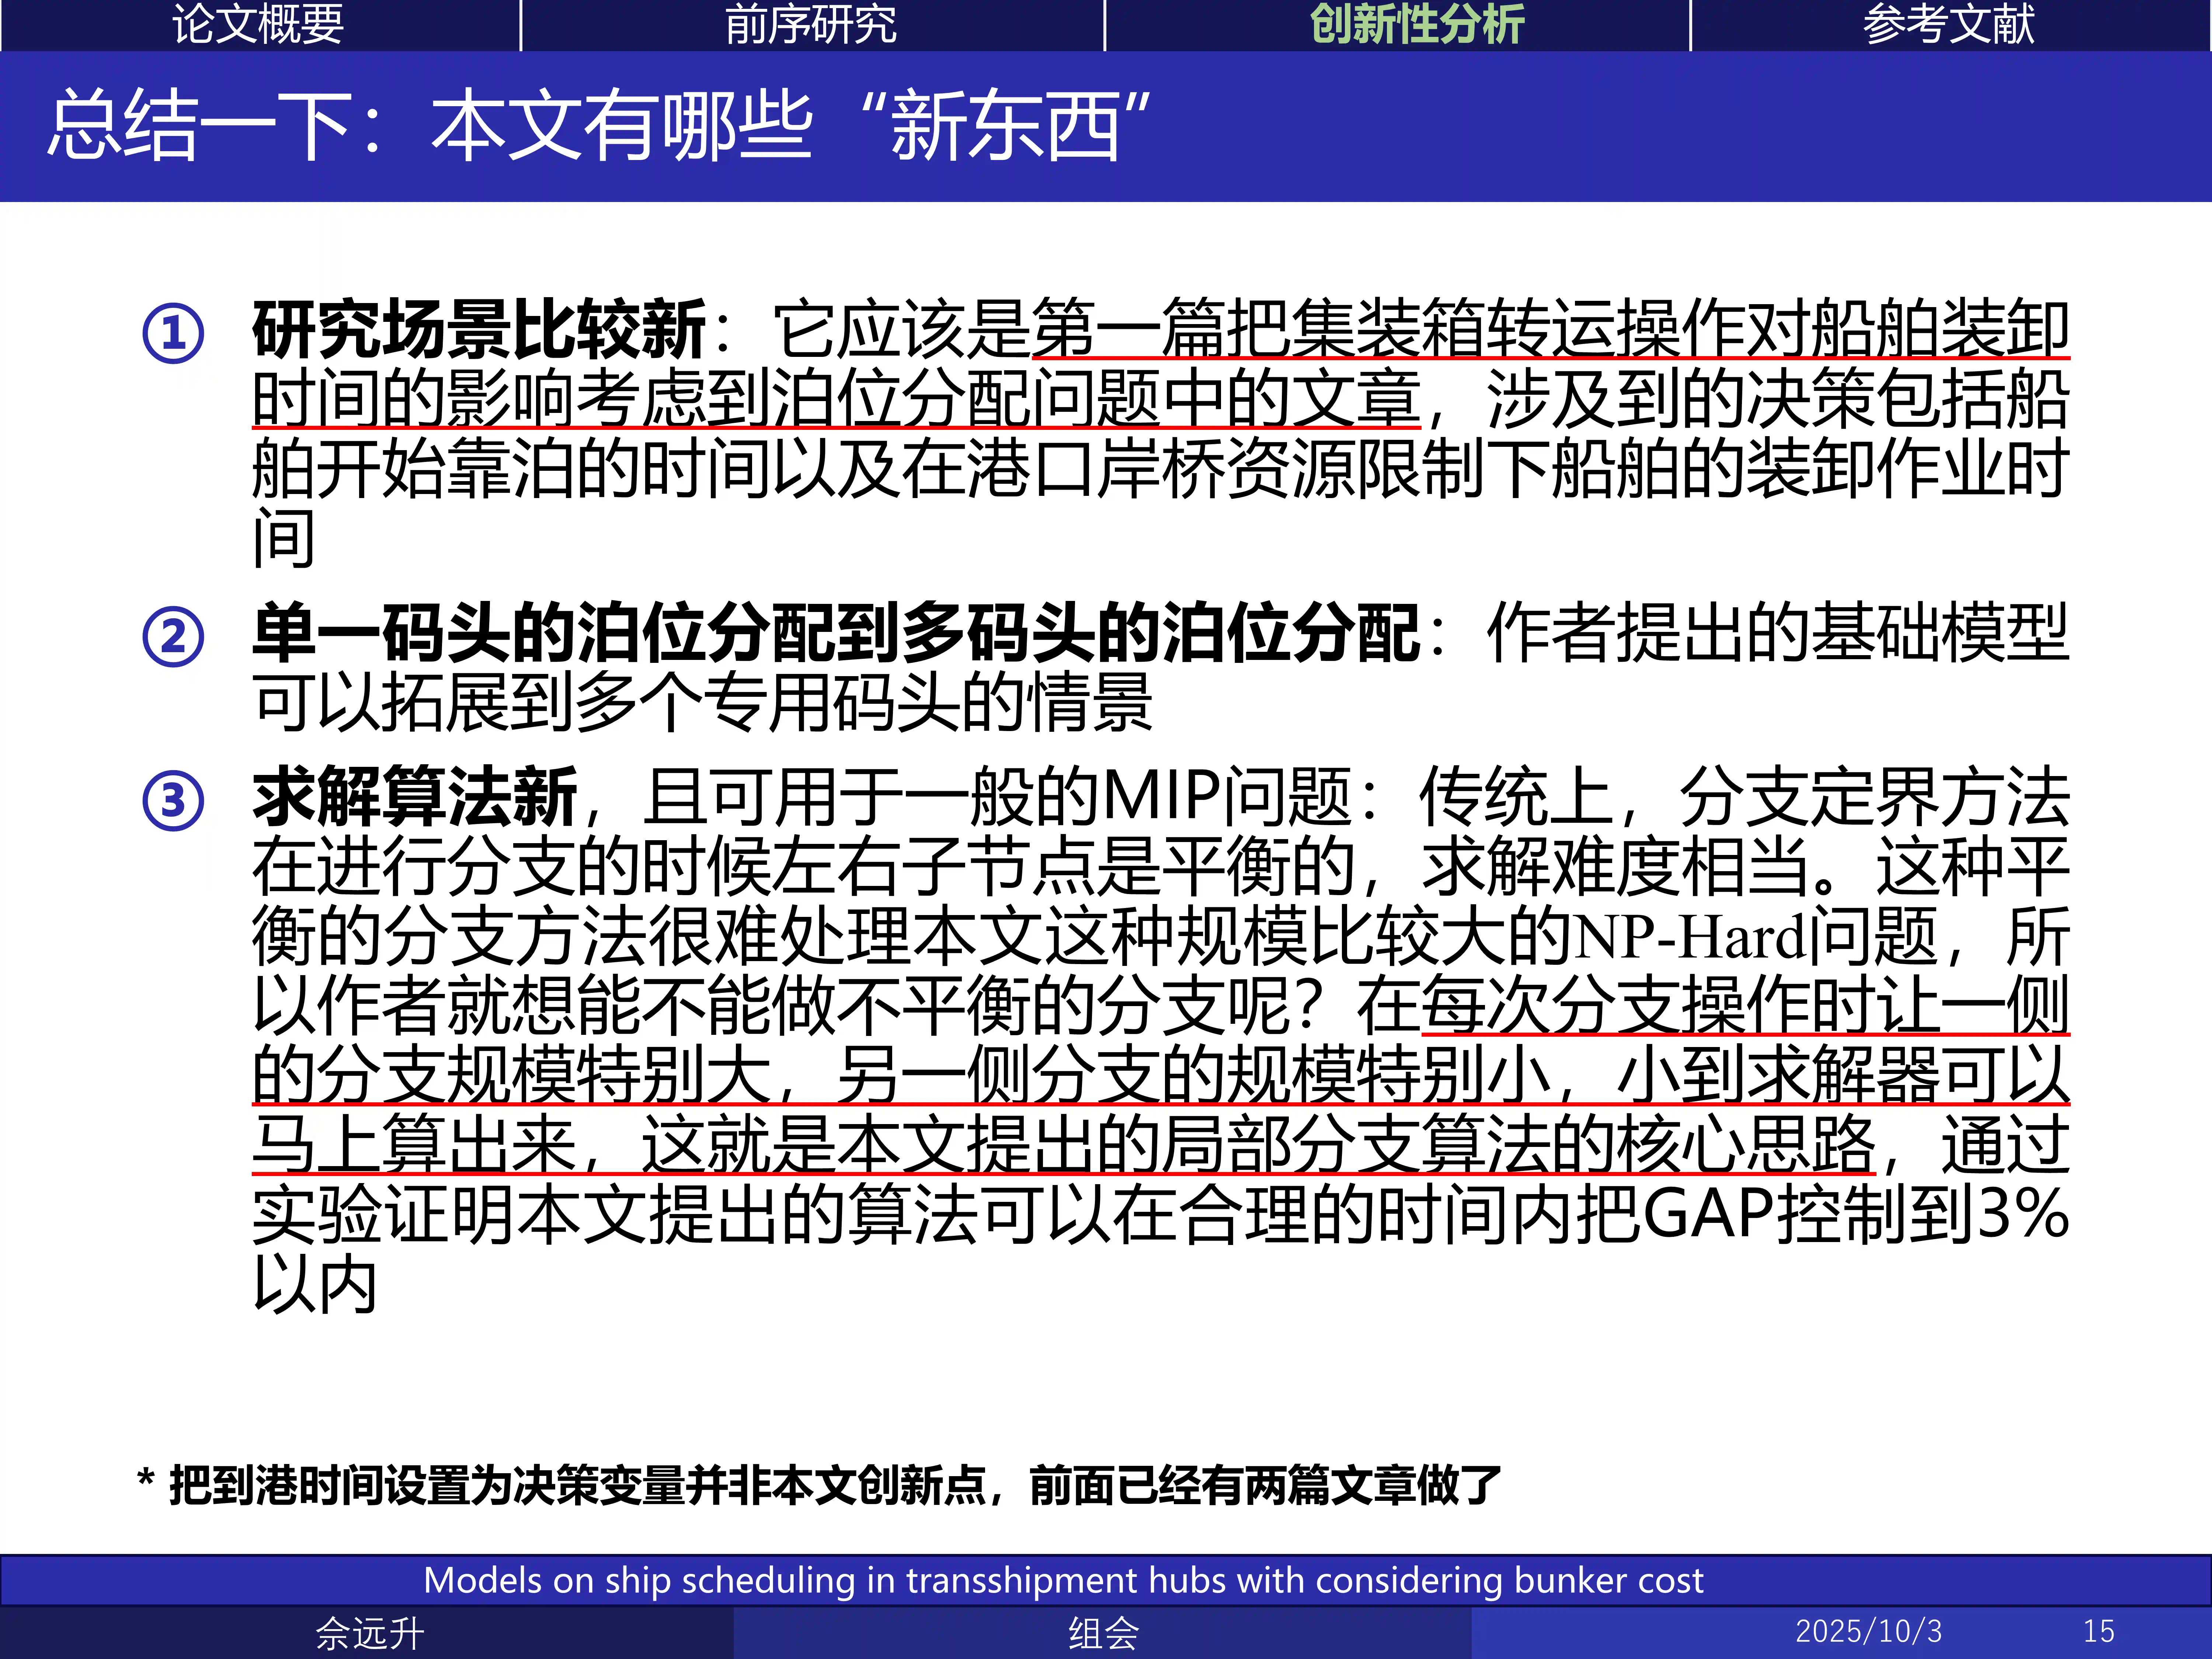 论文概要
前序研究
创新性分析
参考文献
总结一下：本文有哪些“新东西”
① 研究场景比较新：它应该是第一篇把集装箱转运操作对船舶装卸
时间的影响考虑到泊位分配问题中的文章，涉及到的决策包括船
舶开始靠泊的时间以及在港口岸桥资源限制下船舶的装卸作业时
间
② 单一码头的泊位分配到多码头的泊位分配：作者提出的基础模型
可以拓展到多个专用码头的情景
③ 求解算法新，且可用于一般的MIP问题：传统上，分支定界方法
在进行分支的时候左右子节点是平衡的，求解难度相当。这种平
衡的分支方法很难处理本文这种规模比较大的NP-Hard问题，所
以作者就想能不能做不平衡的分支呢？在每次分支操作时让一侧
的分支规模特别大，另一侧分支的规模特别小，小到求解器可以
马上算出来，这就是本文提出的局部分支算法的核心思路，通过
实验证明本文提出的算法可以在合理的时间内把GAP控制到3%
以内
* 把到港时间设置为决策变量并非本文创新点，前面已经有两篇文章做了
Models on ship scheduling in transshipment hubs with considering bunker cost
佘远升
组会
2025/10/3
15